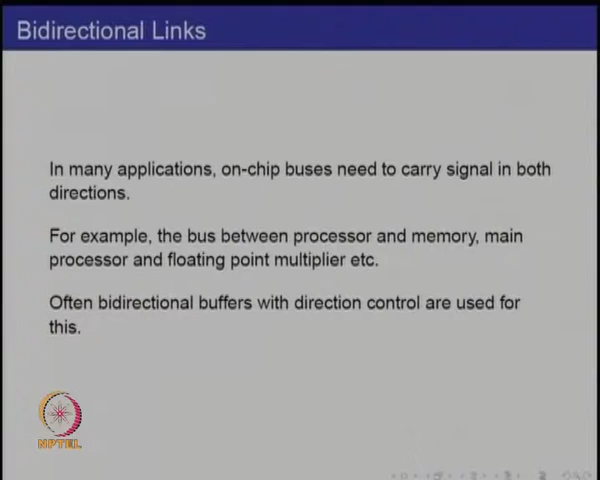 Bidirectional Links
In many applications, on-chip buses need to carry signal in both
directions.
For example, the bus between processor and memory, main
processor and floating point multiplier etc.
Often bidirectional buffers with direction control are used for
this.
NPTEL